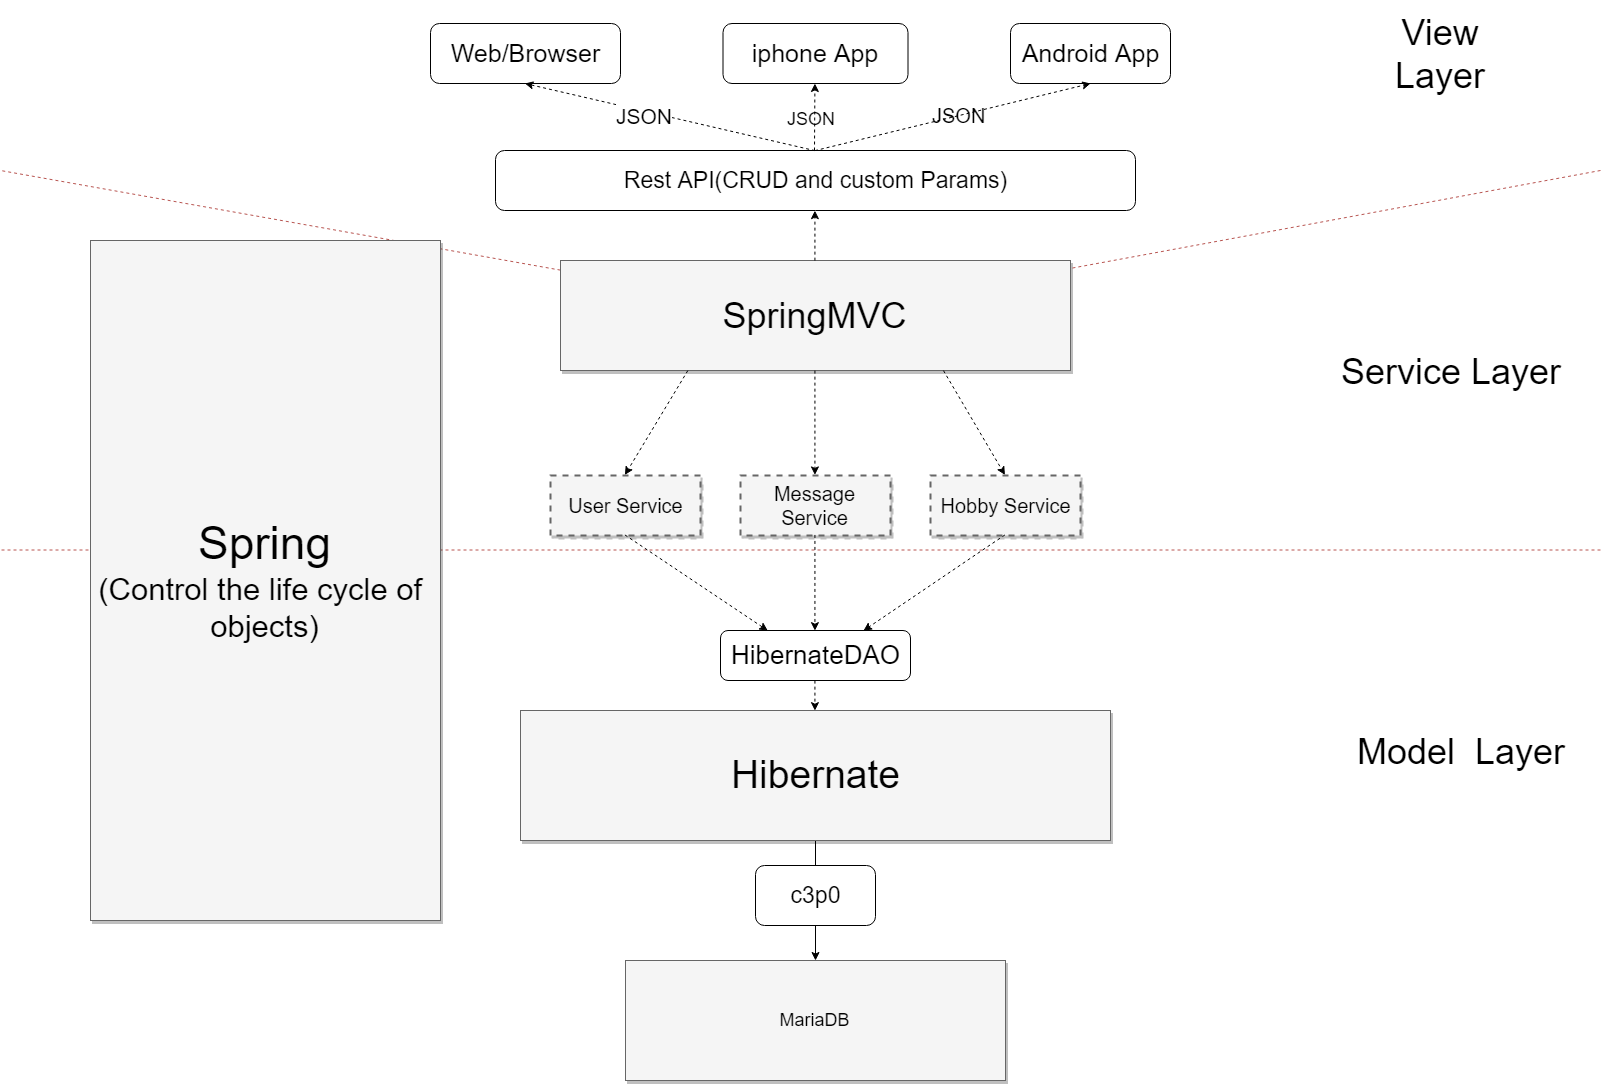 Web/Browser
iphone App
Android App
View
Layer
JSON
JSON
JSON
Rest API(CRUD and custom Params)
SpringMVC
Service Layer
User Service
Message
Service
Hobby Service
Spring
(Control the life cycle of
objects)
HibernateDAO
Hibernate
Model  Layer
c3p0
MariaDB